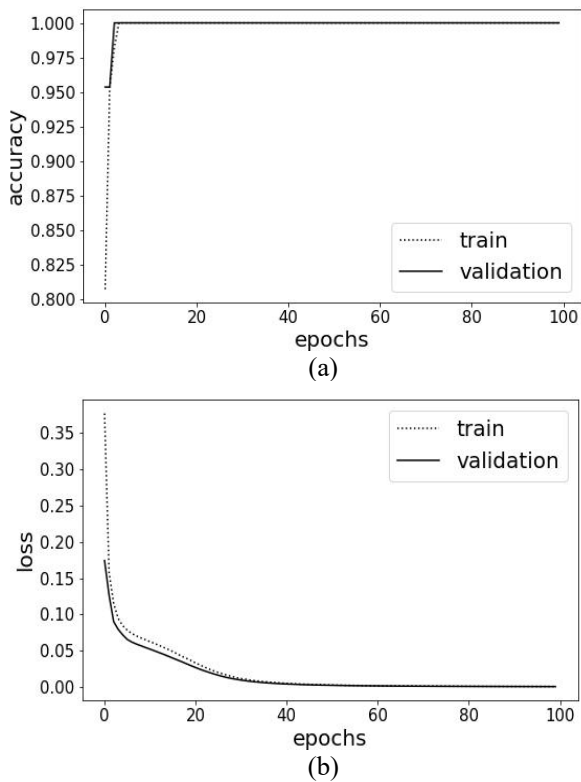 1.000
0.975
0.950
0.925
0.900
0.875
0.850
0.825
0.800
accuracy
train
validation
0 20 40 60 80 100
epochs
(a)
0.35
0.30
0.25
0.20
0.15
0.10
0.05
0.00
loss
train
validation
0 20 40 60 80 100
epochs
(b)